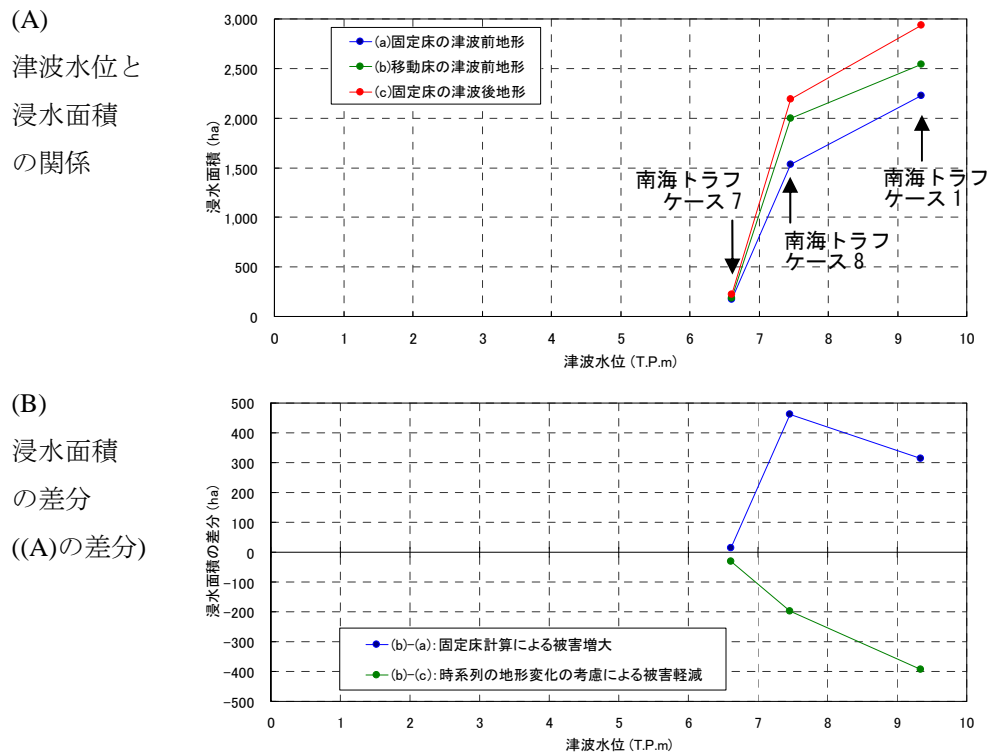 (A)
津波水位と
浸水面積
の関係
3,000
2,500
2,000
1,500
1,000
500
0
浸水面積(ha)
(a)固定床の津波前地形
(b)移動床の津波前地形
(c)固定床の津波後地形
南海トラフ
ケース7
南海トラフ
ケース8
南海トラフ
ケース1
0 1 2 3 4 5 6 7 8 9 10
津波水位(T.P.m)
(B)
浸水面積
の差分
((A)の差分)
500
400
300
200
100
0
-100
-200
-300
-400
-500
浸水面積の差分(ha)
(b)-(a):固定床計算による被害増大
(b)-(c):時系列の地形変化の考慮による被害軽減
0 1 2 3 4 5 6 7 8 9 10
津波水位(T.P.m)